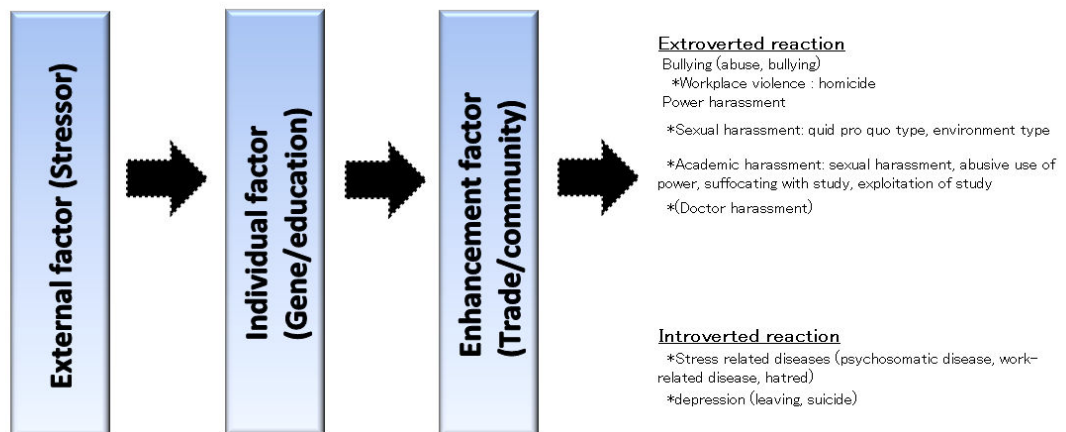 External factor (Stressor)
Individual factor
(Gene/education)
Enhancement factor
(Trade/community)
Extroverted reaction
Bullying (abuse, bullying)
*Workplace violence : homicide
Power harassment
*Sexual harassment: quid pro quo type, environment type
*Academic harassment: sexual harassment, abusive use of
power, suffocating with study, exploitation of study
*(Doctor harassment)
Introverted reaction
*Stress related diseases (psychosomatic disease, work-
related disease, hatred)
*depression (leaving, suicide)